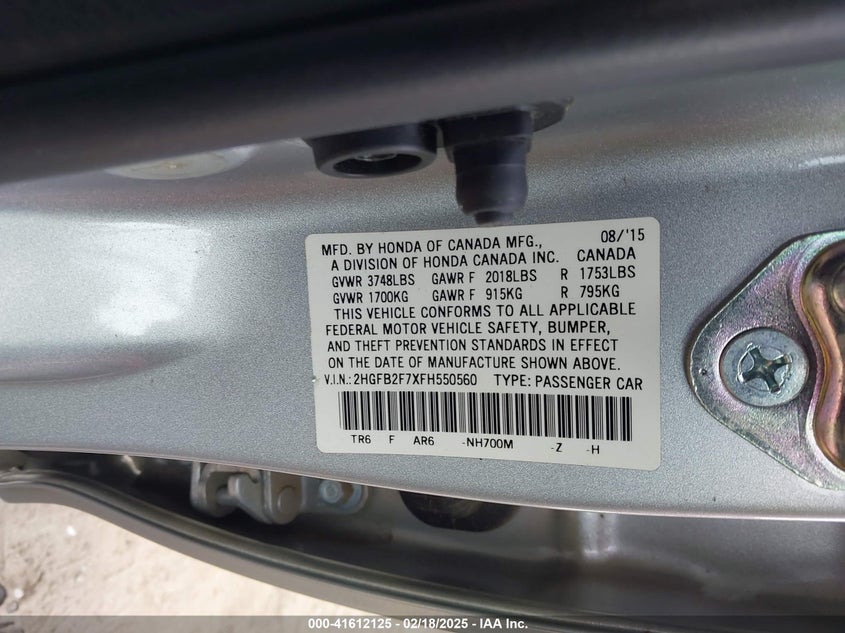 MFD. BY HONDA OF CANADA MFG., 08/'15
A DIVISION OF HONDA CANADA INC. CANADA
GVWR 3748LBS GAWR F 2018LBS R 1753LBS
GVWR 1700KG GAWR F 915KG R 795KG
THIS VEHICLE CONFORMS TO ALL APPLICABLE
FEDERAL MOTOR VEHICLE SAFETY, BUMPER,
AND THEFT PREVENTION STANDARDS IN EFFECT
ON THE DATE OF MANUFACTURE SHOWN ABOVE.
V.I.N.: 2HGFB2F7XFH550560 TYPE: PASSENGER CAR
TR6 F AR6 -NH700M -Z -H
000-41612125 - 02/18/2025 - IAA Inc.